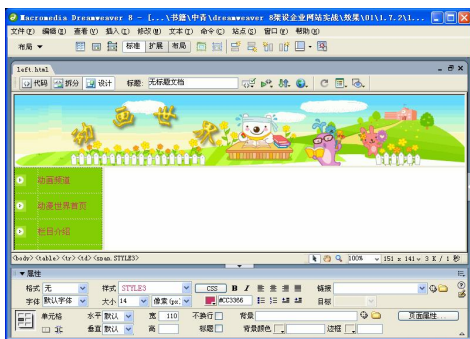 Macromedia Dreamweaver 8 - [...\书籍\中青\dreamweaver 8架设企业网站实战\效果\01\1.7.2\1...
文件(F) 编辑(E) 查看(V) 插入(I) 修改(M) 文本(T) 命令(C) 站点(S) 窗口(W) 帮助(H)
布局 标准 扩展 布局
left.html
代码 拆分 设计 标题: 无标题文档
动画世界
动画频道
动漫世界首页
栏目介绍
<body> <table> <tr> <td> <span.STYLE3> 100% 151 x 141 3 K / 1 秒
属性
格式 无 样式 STYLE3 CSS B I 链接
字体 默认字体 大小 14 像素(px) #CC3366 目标
单元格 水平 默认 宽 110 不换行 背景 页面属性...
垂直 默认 高 标题 背景颜色 边框